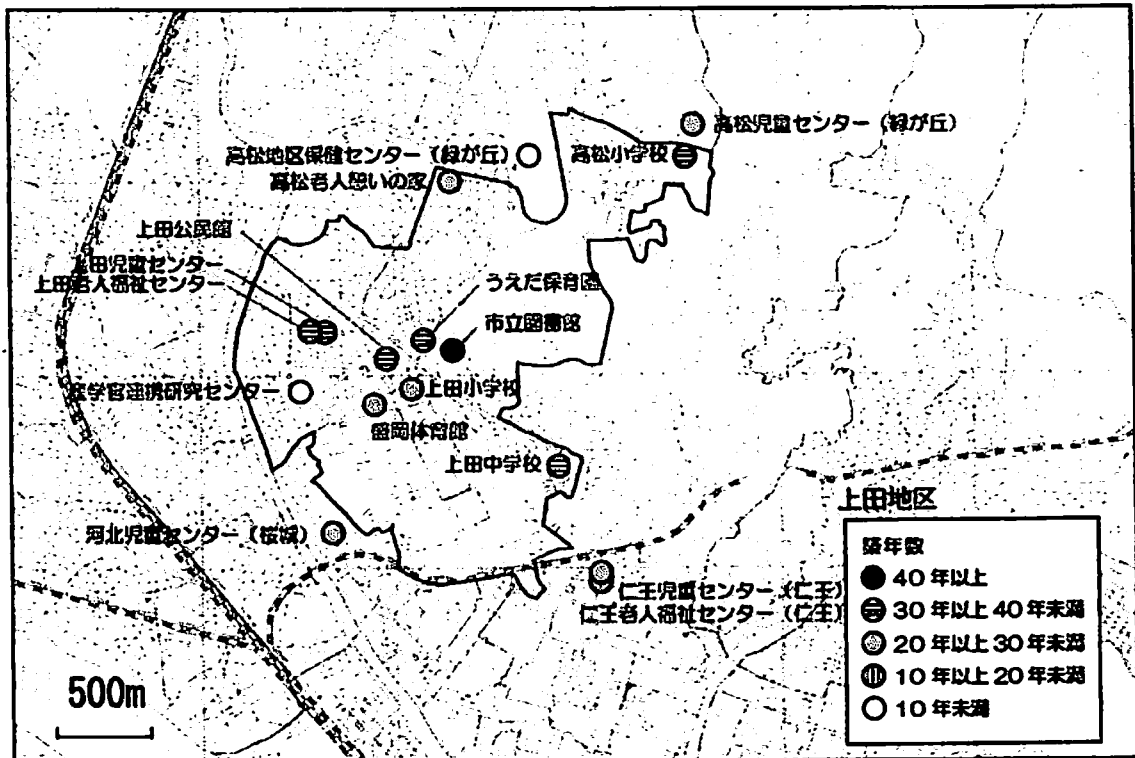 高松児童センター（緑が丘）
高松地区保健センター（緑が丘）
高松小学校
高松老人憩いの家
上田公民館
上田児童センター
上田老人福祉センター
うえだ保育園
市立図書館
産学官連携研究センター
上田小学校
盛岡体育館
上田中学校
河北児童センター（桜城）
仁王児童センター（仁王）
仁王老人福祉センター（仁王）
上田地区
築年数
40年以上
30年以上40年未満
20年以上30年未満
10年以上20年未満
10年未満
500m